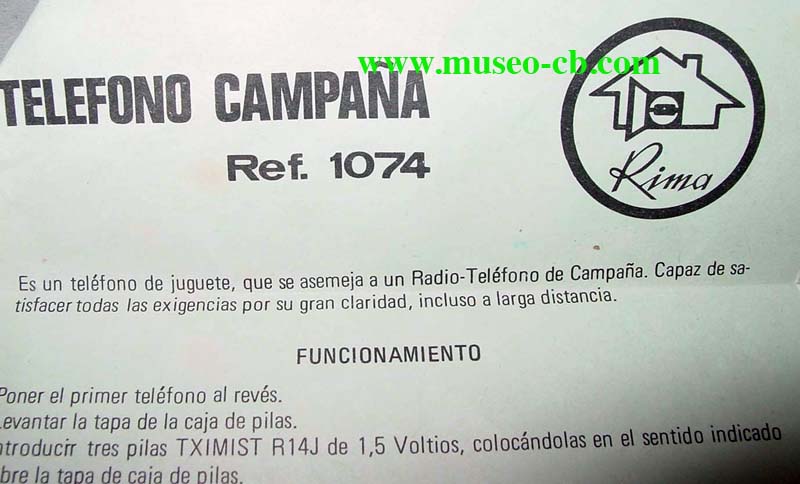 www.museo-cb.com
TELEFONO CAMPAÑA
Ref. 1074
Rima
Es un teléfono de juguete, que se asemeja a un Radio-Teléfono de Campaña. Capaz de sa-
tisfacer todas las exigencias por su gran claridad, incluso a larga distancia.
FUNCIONAMIENTO
Poner el primer teléfono al revés.
Levantar la tapa de la caja de pilas.
ntroducir tres pilas TXIMIST R14J de 1,5 Voltios, colocándolas en el sentido indicado
bre la tapa de caja de pilas.